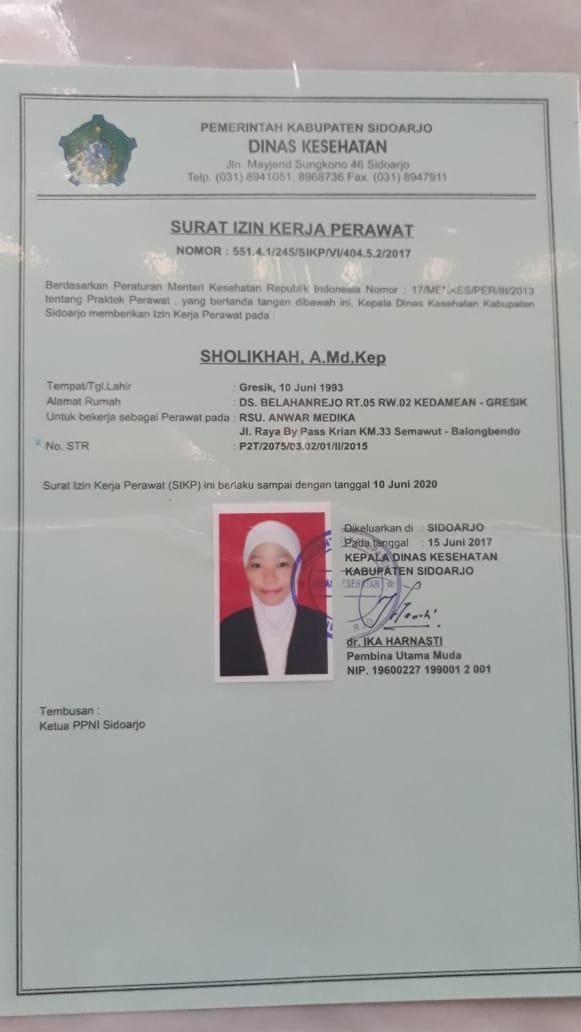 PEMERINTAH KABUPATEN SIDOARJO
DINAS KESEHATAN
Jln. Mayjend Sungkono 46 Sidoarjo
Telp. (031) 8941051, 8968736 Fax. (031) 8947911
SURAT IZIN KERJA PERAWAT
NOMOR : 551.4.1/245/SIKP/VI/404.5.2/2017
Berdasarkan Peraturan Menteri Kesehatan Republik Indonesia Nomor : 17/MENKES/PER/III/2013
tentang Praktek Perawat , yang bertanda tangan dibawah ini, Kepala Dinas Kesehatan Kabupaten
Sidoarjo memberikan Izin Kerja Perawat pada :
SHOLIKHAH, A.Md.Kep
Tempat/Tgl.Lahir : Gresik, 10 Juni 1993
Alamat Rumah : DS. BELAHANREJO RT.05 RW.02 KEDAMEAN - GRESIK
Untuk bekerja sebagai Perawat pada : RSU. ANWAR MEDIKA
Jl. Raya By Pass Krian KM.33 Semawut - Balongbendo
No. STR : P2T/2075/03.02/01/II/2015
Surat Izin Kerja Perawat (SIKP) ini berlaku sampai dengan tanggal 10 Juni 2020
Dikeluarkan di : SIDOARJO
Pada tanggal : 15 Juni 2017
KEPALA DINAS KESEHATAN
KABUPATEN SIDOARJO
dr. IKA HARNASTI
Pembina Utama Muda
NIP. 19600227 199001 2 001
Tembusan :
Ketua PPNI Sidoarjo